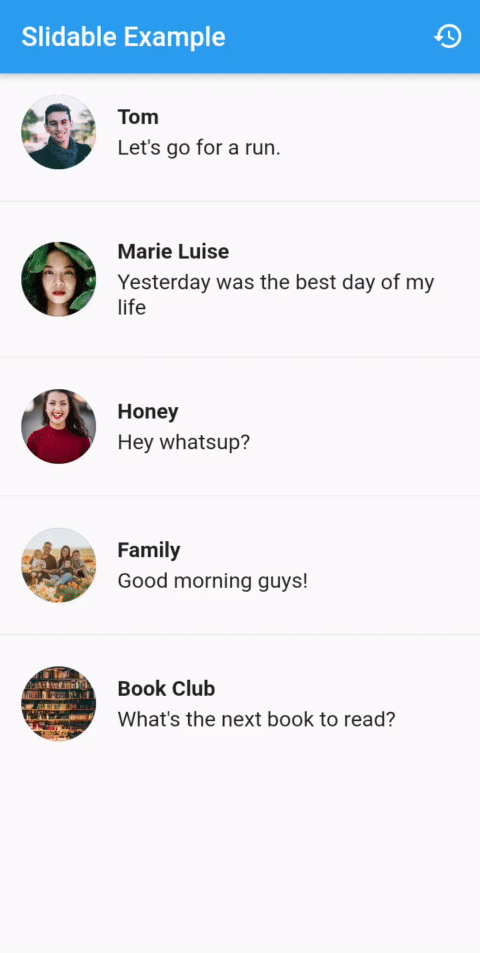 Slidable Example
Tom
Let's go for a run.
Marie Luise
Yesterday was the best day of my
life
Honey
Hey whatsup?
Family
Good morning guys!
Book Club
What's the next book to read?